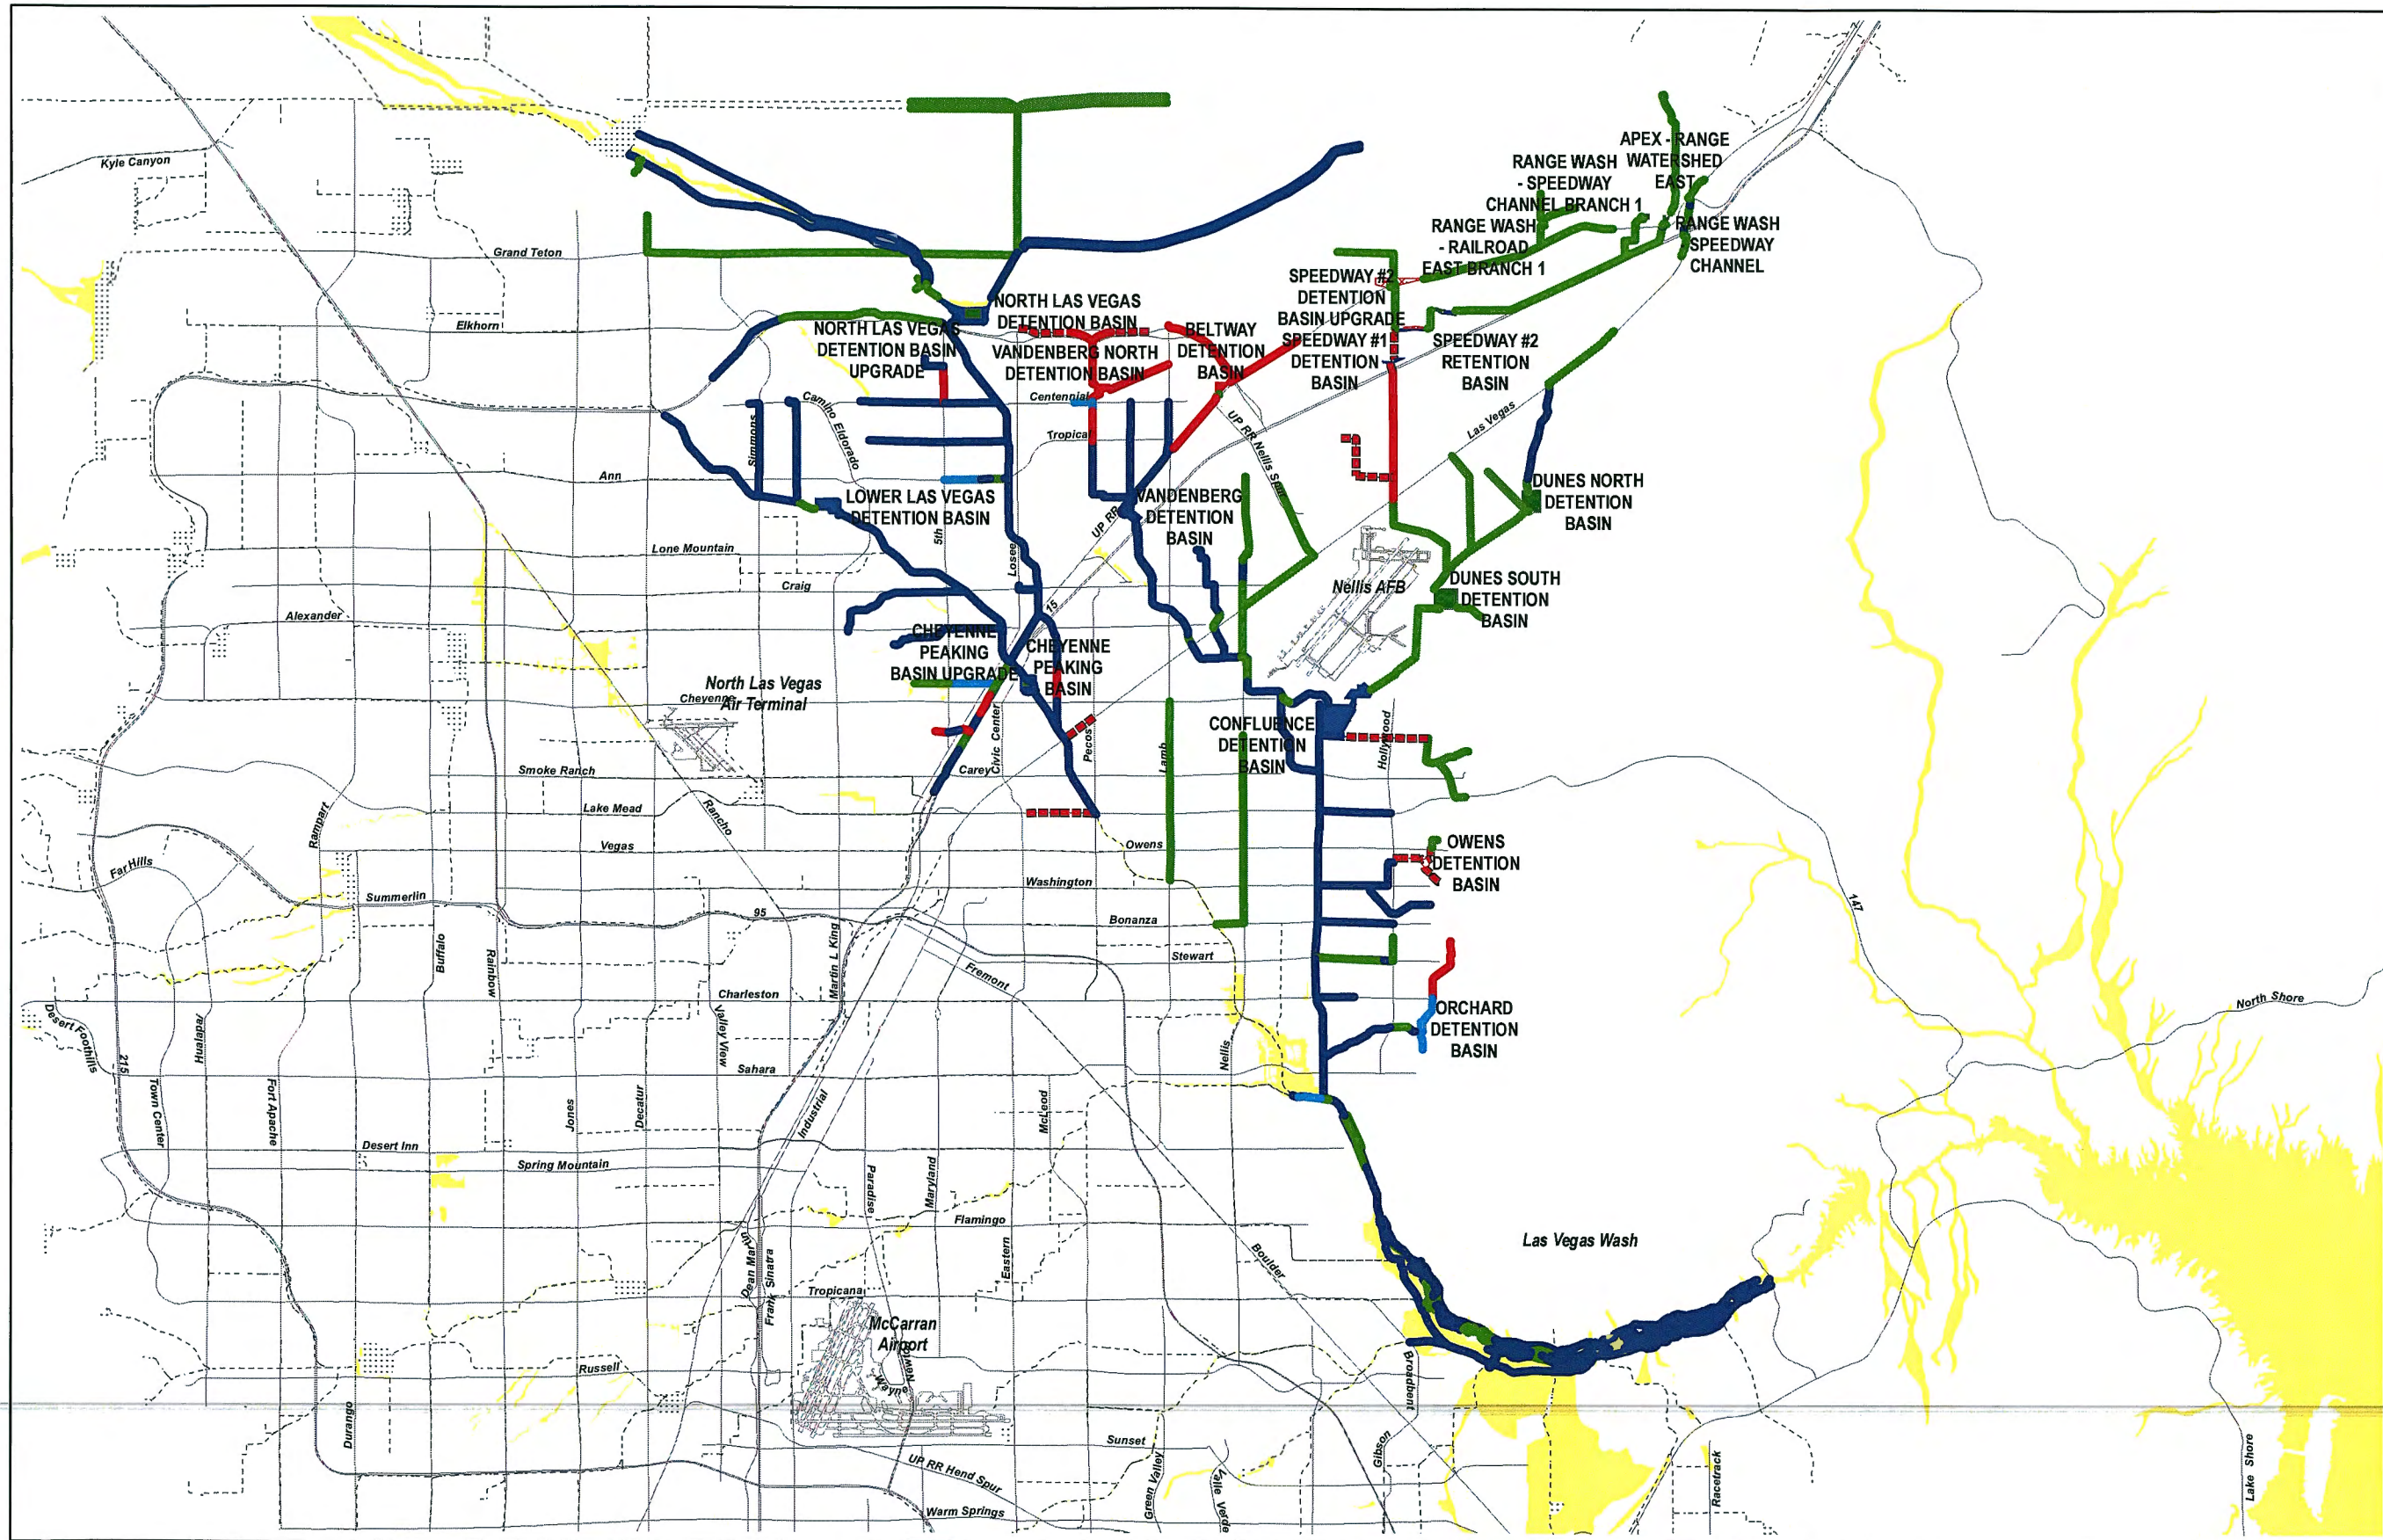 Kyle Canyon
APEX - RANGE
WATERSHED
EAST
RANGE WASH
- SPEEDWAY
CHANNEL BRANCH 1
RANGE WASH
- RAILROAD
EAST BRANCH 1
RANGE WASH
- SPEEDWAY
CHANNEL
Grand Teton
SPEEDWAY #2
DETENTION
BASIN UPGRADE
SPEEDWAY #1
DETENTION
BASIN
SPEEDWAY #2
RETENTION
BASIN
NORTH LAS VEGAS
DETENTION BASIN
Elkhorn
NORTH LAS VEGAS
DETENTION BASIN
UPGRADE
VANDENBERG NORTH
DETENTION BASIN
BELTWAY
DETENTION
BASIN
Centennial
Camino Eldorado
Simmons
Tropical
UP RR Nellis Spur
Las Vegas
Ann
LOWER LAS VEGAS
DETENTION BASIN
VANDENBERG
DETENTION
BASIN
DUNES NORTH
DETENTION
BASIN
5th
UP RR
Losee
Lone Mountain
Craig
Nellis AFB
DUNES SOUTH
DETENTION
BASIN
15
Alexander
CHEYENNE
PEAKING
BASIN UPGRADE
CHEYENNE
PEAKING
BASIN
North Las Vegas
Air Terminal
Cheyenne
Civic Center
Pecos
Lamb
CONFLUENCE
DETENTION
BASIN
Hollywood
Smoke Ranch
Carey
Lake Mead
Rancho
Rampart
Vegas
Owens
OWENS
DETENTION
BASIN
Far Hills
Washington
Summerlin
95
Bonanza
147
Buffalo
Rainbow
Martin L King
Stewart
Fremont
Charleston
North Shore
Desert Foothills
Hualapai
Valley View
ORCHARD
DETENTION
BASIN
Nellis
215
Town Center
Fort Apache
Sahara
Jones
Decatur
Industrial
McLeod
Desert Inn
Spring Mountain
Paradise
Maryland
Flamingo
Las Vegas Wash
Dean Martin
Frank Sinatra
Eastern
Boulder
Tropicana
McCarran
Airport
Russell
Wayne Newton
Broadbent
Durango
Sunset
UP RR Hend Spur
Green Valley
Valle Verde
Gibson
Racetrack
Lake Shore
Warm Springs